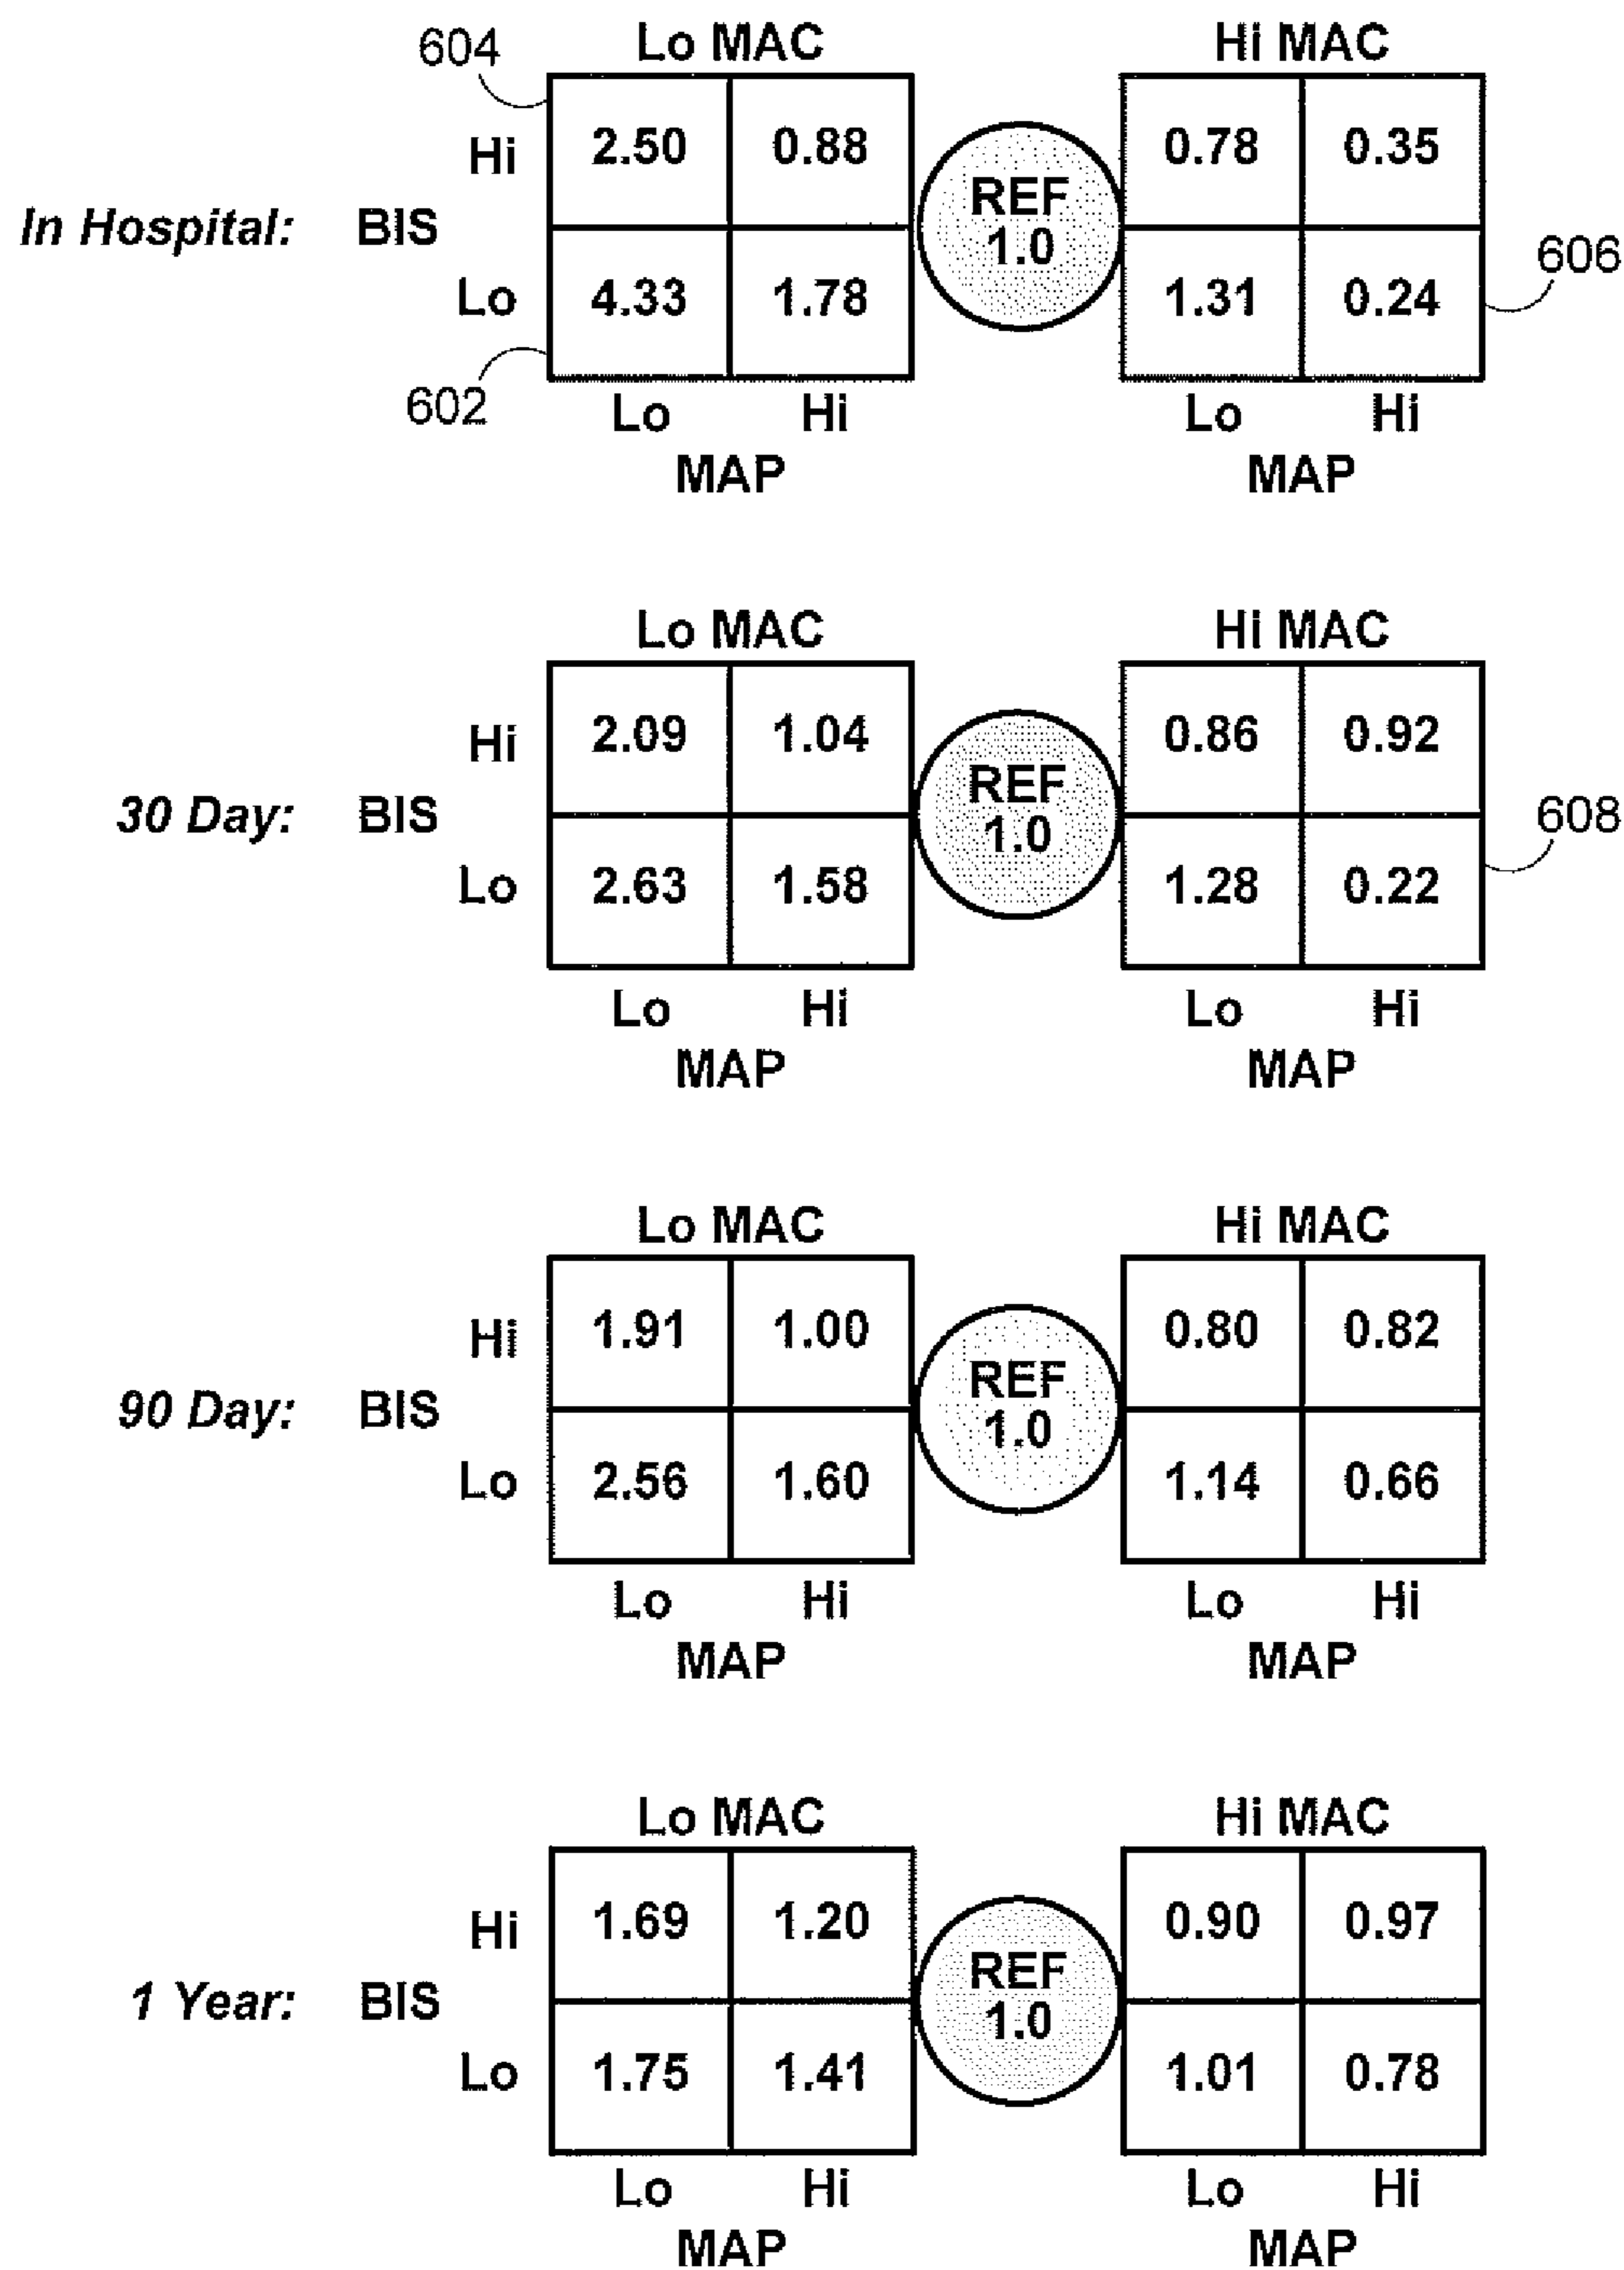 Lo MAC Hi MAC
604
Hi 2.50 0.88 0.78 0.35
REF
In Hospital: BIS 1.0
606
Lo 4.33 1.78 1.31 0.24
602
Lo Hi Lo Hi
MAP MAP
Lo MAC Hi MAC
Hi 2.09 1.04 0.86 0.92
REF
30 Day: BIS 1.0 608
Lo 2.63 1.58 1.28 0.22
Lo Hi Lo Hi
MAP MAP
Lo MAC Hi MAC
Hi 1.91 1.00 0.80 0.82
REF
90 Day: BIS 1.0
Lo 2.56 1.60 1.14 0.66
Lo Hi Lo Hi
MAP MAP
Lo MAC Hi MAC
Hi 1.69 1.20 0.90 0.97
REF
1 Year: BIS 1.0
Lo 1.75 1.41 1.01 0.78
Lo Hi Lo Hi
MAP MAP